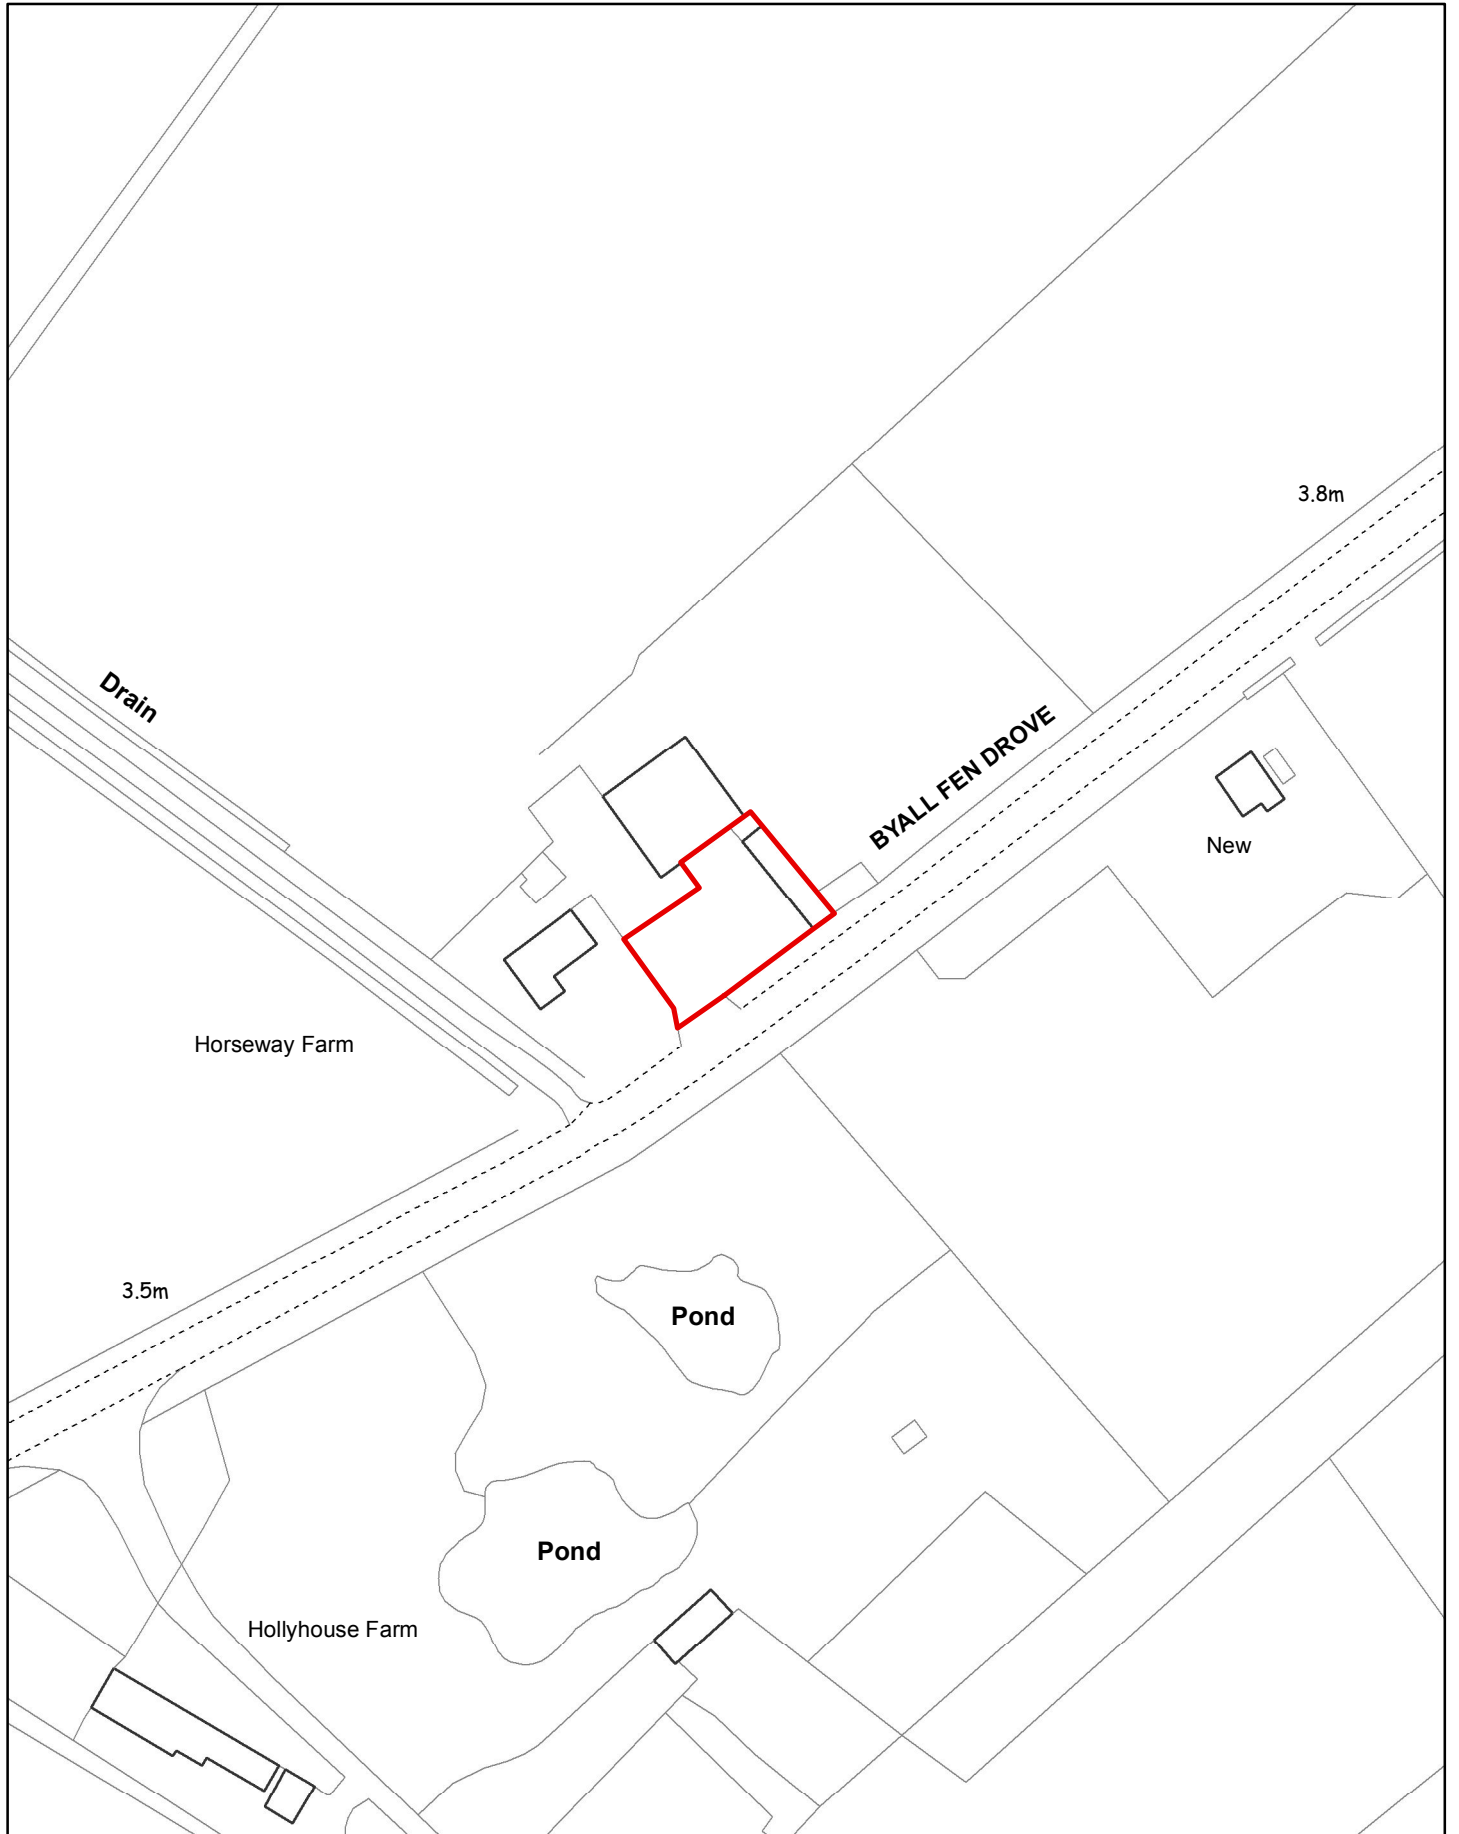 3.8m
Drain
BYALL FEN DROVE
New
Horseway Farm
3.5m
Pond
Pond
Hollyhouse Farm